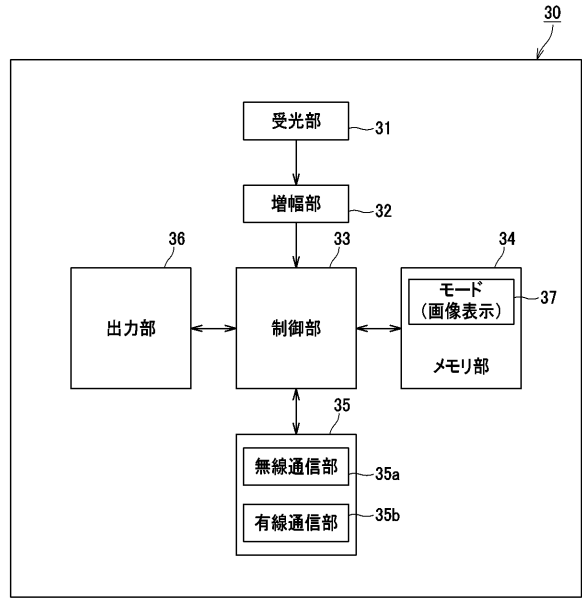 30
受光部
31
増幅部
32
36
33
34
出力部
制御部
モード
(画像表示)
37
メモリ部
35
無線通信部
35a
有線通信部
35b